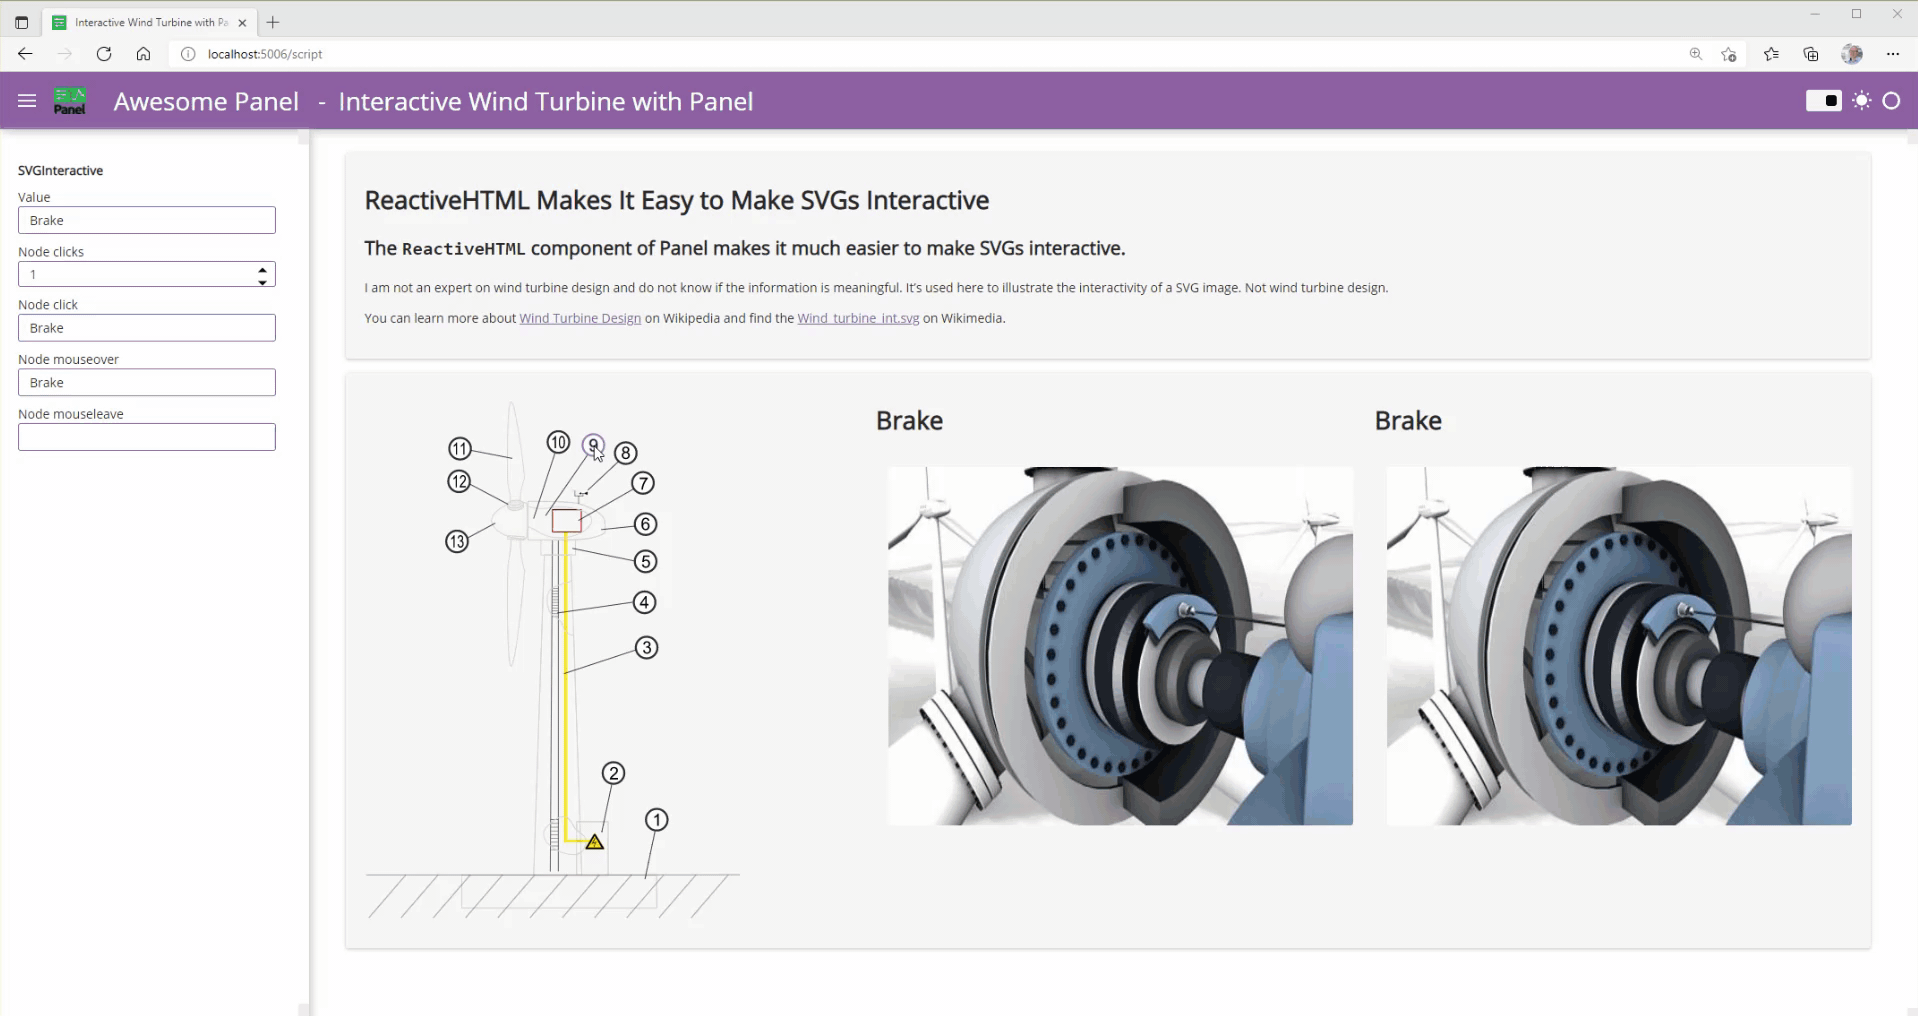 Interactive Wind Turbine with Pa
localhost:5006/script
Panel
Awesome Panel - Interactive Wind Turbine with Panel
SVGInteractive
Value
Brake
Node clicks
1
Node click
Brake
Node mouseover
Brake
Node mouseleave
ReactiveHTML Makes It Easy to Make SVGs Interactive
The ReactiveHTML component of Panel makes it much easier to make SVGs interactive.
I am not an expert on wind turbine design and do not know if the information is meaningful. It's used here to illustrate the interactivity of a SVG image. Not wind turbine design.
You can learn more about Wind Turbine Design on Wikipedia and find the Wind_turbine_int.svg on Wikimedia.
11
10
9
8
12
7
13
6
5
4
3
2
1
Brake
Brake